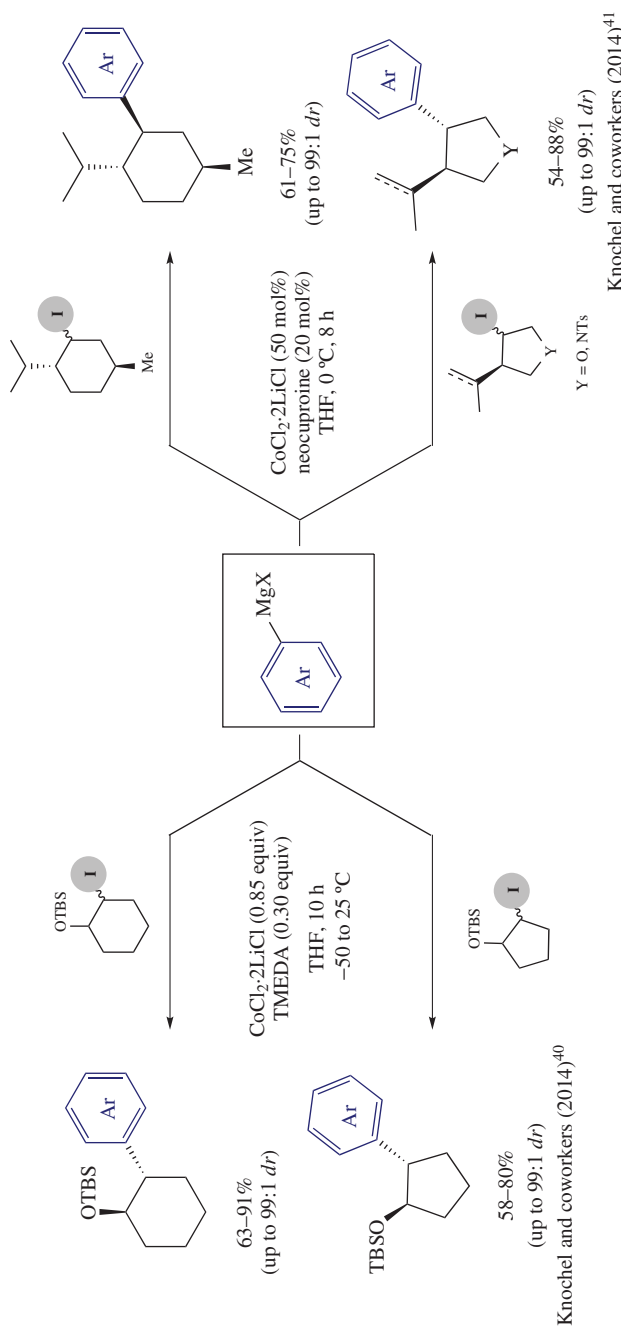 OTBS
Ar
63–91%
(up to 99:1 dr)
TBSO
Ar
58–80%
(up to 99:1 dr)
Knochel and coworkers (2014)40
OTBS
I
CoCl2·2LiCl (0.85 equiv)
TMEDA (0.30 equiv)
THF, 10 h
−50 to 25 ºC
OTBS
I
Ar
MgX
I
Me
CoCl2·2LiCl (50 mol%)
neocuproine (20 mol%)
THF, 0 ºC, 8 h
I
Y
Y = O, NTs
Ar
Me
61–75%
(up to 99:1 dr)
Ar
Y
54–88%
(up to 99:1 dr)
Knochel and coworkers (2014)41